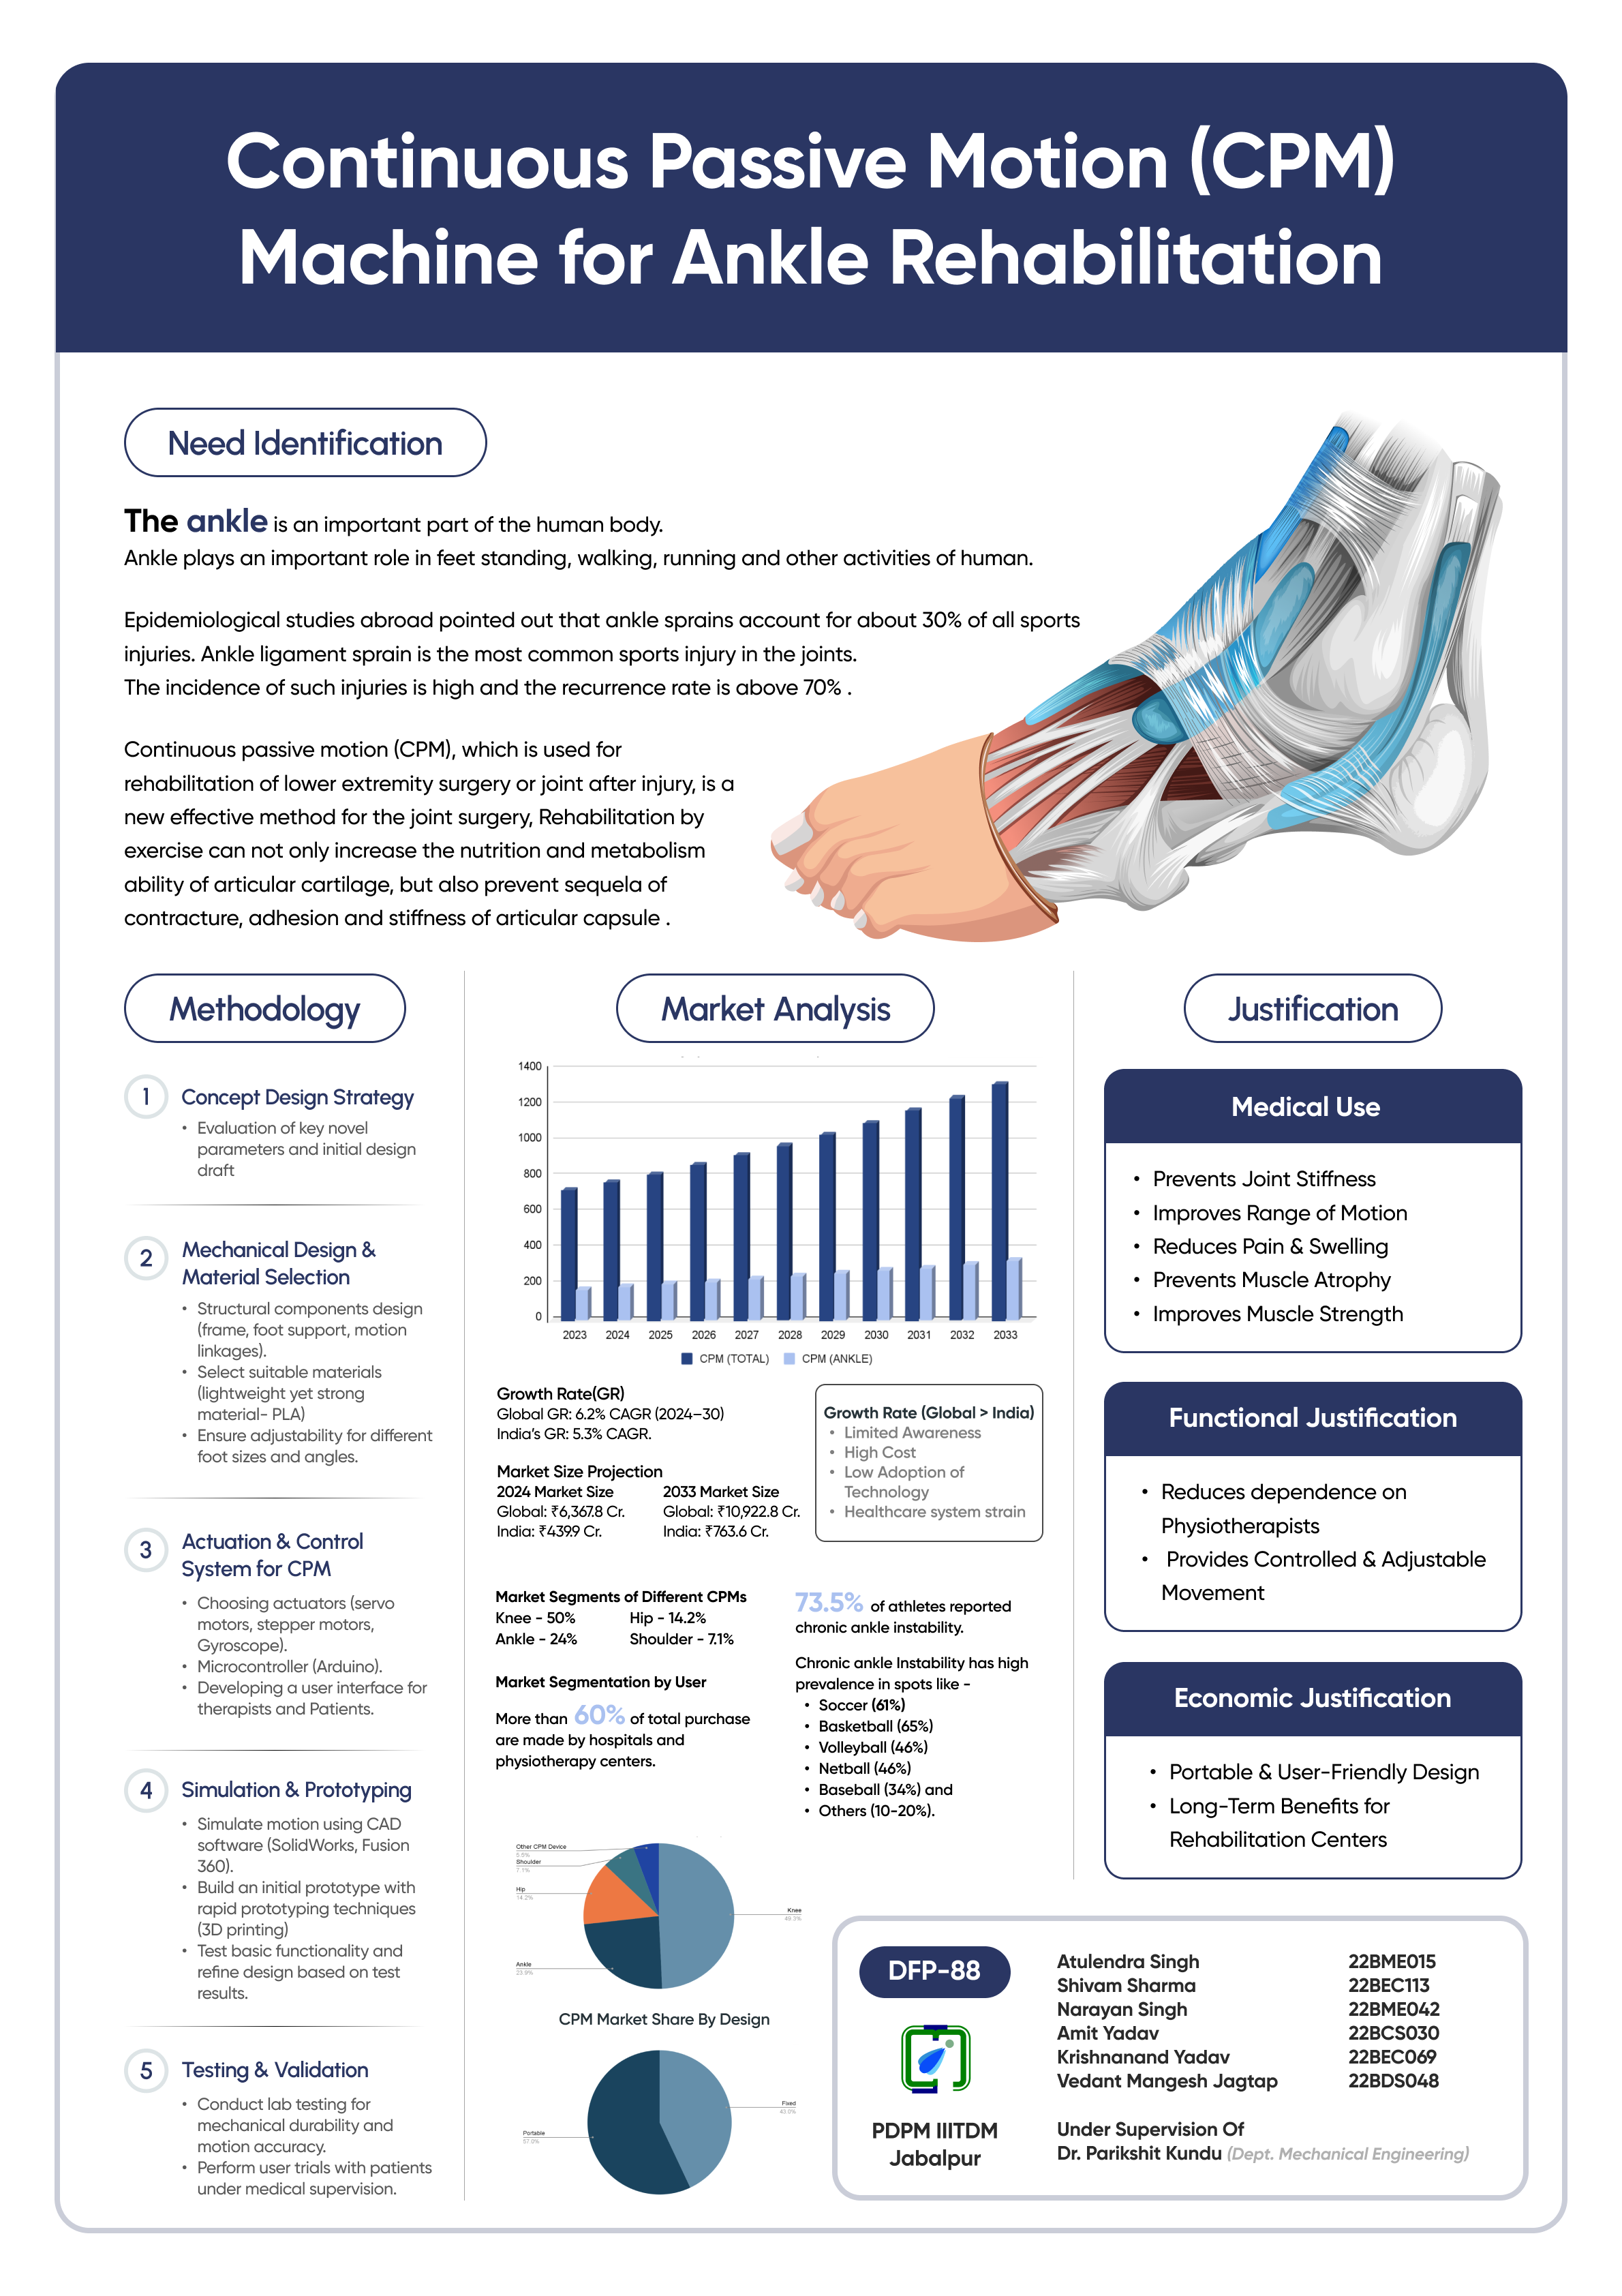 Continuous Passive Motion (CPM)
Machine for Ankle Rehabilitation
Need Identification
The ankle is an important part of the human body.
Ankle plays an important role in feet standing, walking, running and other activities of human.
Epidemiological studies abroad pointed out that ankle sprains account for about 30% of all sports
injuries. Ankle ligament sprain is the most common sports injury in the joints.
The incidence of such injuries is high and the recurrence rate is above 70% .
Continuous passive motion (CPM), which is used for
rehabilitation of lower extremity surgery or joint after injury, is a
new effective method for the joint surgery, Rehabilitation by
exercise can not only increase the nutrition and metabolism
ability of articular cartilage, but also prevent sequela of
contracture, adhesion and stiffness of articular capsule .
Methodology
1
Concept Design Strategy
• Evaluation of key novel
parameters and initial design
draft
2
Mechanical Design &
Material Selection
• Structural components design
(frame, foot support, motion
linkages).
• Select suitable materials
(lightweight yet strong
material- PLA)
• Ensure adjustability for different
foot sizes and angles.
3
Actuation & Control
System for CPM
• Choosing actuators (servo
motors, stepper motors,
Gyroscope).
• Microcontroller (Arduino).
• Developing a user interface for
therapists and Patients.
4
Simulation & Prototyping
• Simulate motion using CAD
software (SolidWorks, Fusion
360).
• Build an initial prototype with
rapid prototyping techniques
(3D printing)
• Test basic functionality and
refine design based on test
results.
5
Testing & Validation
• Conduct lab testing for
mechanical durability and
motion accuracy.
• Perform user trials with patients
under medical supervision.
Market Analysis
1400
1200
1000
800
600
400
200
0
2023 2024 2025 2026 2027 2028 2029 2030 2031 2032 2033
CPM (TOTAL) CPM (ANKLE)
Growth Rate(GR)
Global GR: 6.2% CAGR (2024–30)
India's GR: 5.3% CAGR.
Market Size Projection
2024 Market Size 2033 Market Size
Global: ₹6,367.8 Cr. Global: ₹10,922.8 Cr.
India: ₹439.9 Cr. India: ₹763.6 Cr.
Growth Rate (Global > India)
• Limited Awareness
• High Cost
• Low Adoption of
Technology
• Healthcare system strain
Market Segments of Different CPMs
Knee - 50% Hip - 14.2%
Ankle - 24% Shoulder - 7.1%
Market Segmentation by User
More than 60% of total purchase
are made by hospitals and
physiotherapy centers.
73.5% of athletes reported
chronic ankle instability.
Chronic ankle Instability has high
prevalence in spots like -
• Soccer (61%)
• Basketball (65%)
• Volleyball (46%)
• Netball (46%)
• Baseball (34%) and
• Others (10-20%).
Other CPM Device
Shoulder
7.1%
Hip
14.2%
Ankle
23.9%
Knee
49.3%
CPM Market Share By Design
Fixed
43.0%
Portable
57.0%
Justification
Medical Use
• Prevents Joint Stiffness
• Improves Range of Motion
• Reduces Pain & Swelling
• Prevents Muscle Atrophy
• Improves Muscle Strength
Functional Justification
• Reduces dependence on
Physiotherapists
• Provides Controlled & Adjustable
Movement
Economic Justification
• Portable & User-Friendly Design
• Long-Term Benefits for
Rehabilitation Centers
DFP-88
PDPM IIITDM
Jabalpur
Atulendra Singh 22BME015
Shivam Sharma 22BEC113
Narayan Singh 22BME042
Amit Yadav 22BCS030
Krishnanand Yadav 22BEC069
Vedant Mangesh Jagtap 22BDS048
Under Supervision Of
Dr. Parikshit Kundu (Dept. Mechanical Engineering)